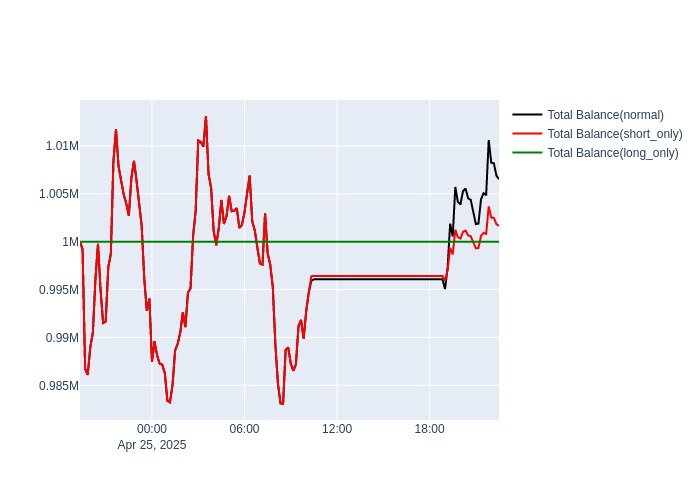 Total Balance(normal)
Total Balance(short_only)
Total Balance(long_only)
1.01M
1.005M
1M
0.995M
0.99M
0.985M
00:00
06:00
12:00
18:00
Apr 25, 2025